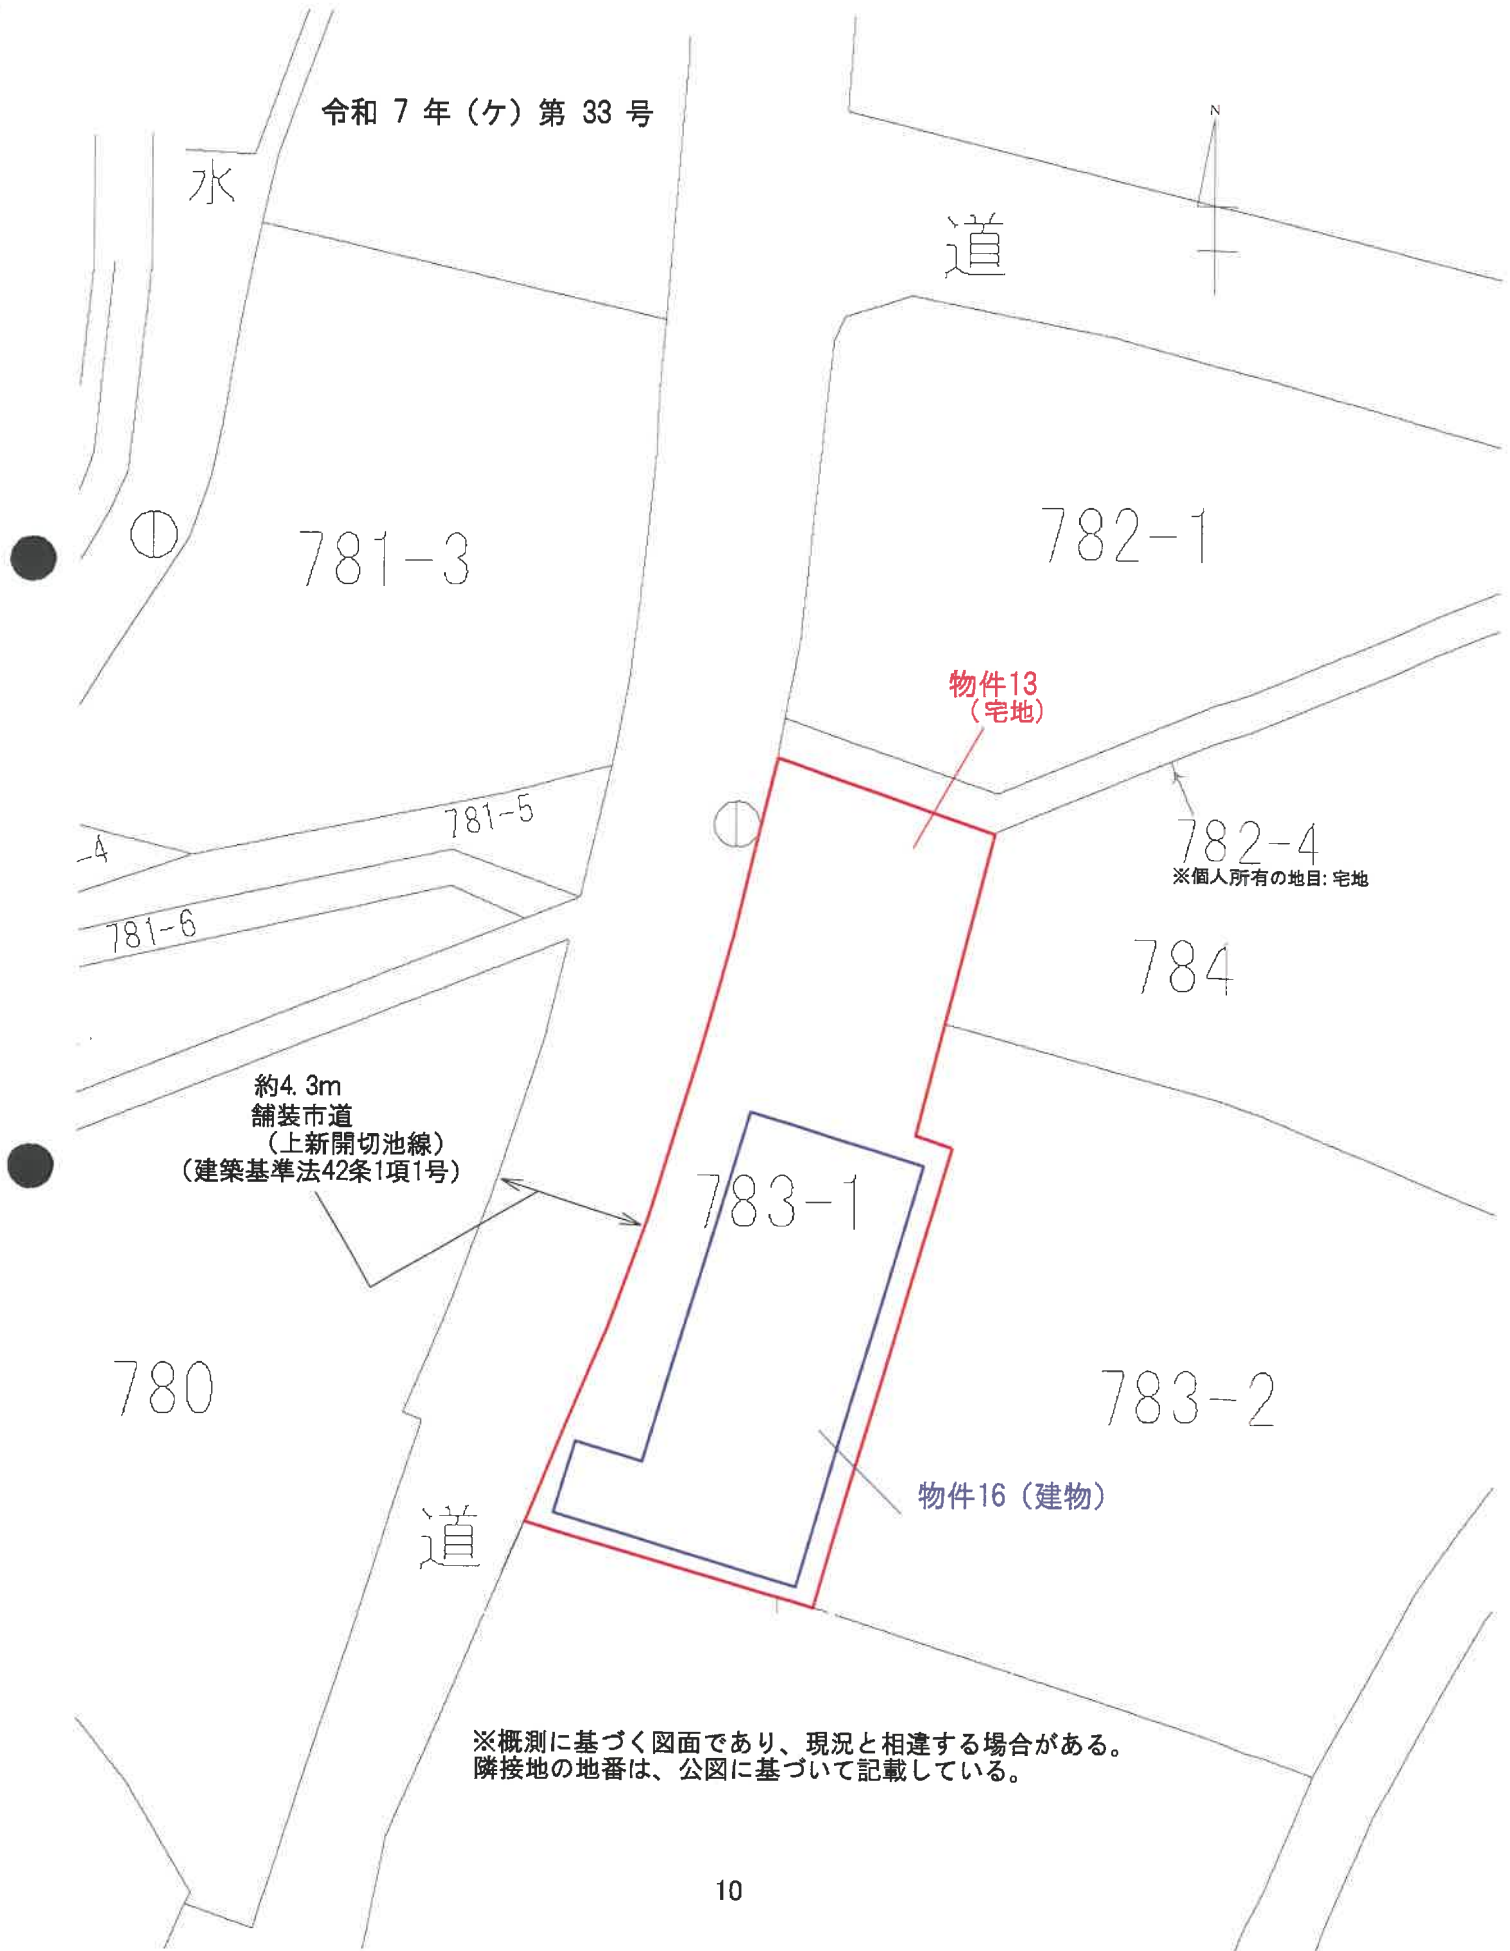 令和 7 年（ケ）第 33 号
N
水
道
781-3
782-1
物件13
（宅地）
781-5
-4
782-4
※個人所有の地目: 宅地
781-6
784
約4.3m
舗装市道
（上新開切池線）
（建築基準法42条1項1号）
783-1
780
783-2
物件16（建物）
道
※概測に基づく図面であり、現況と相違する場合がある。
隣接地の地番は、公図に基づいて記載している。
10